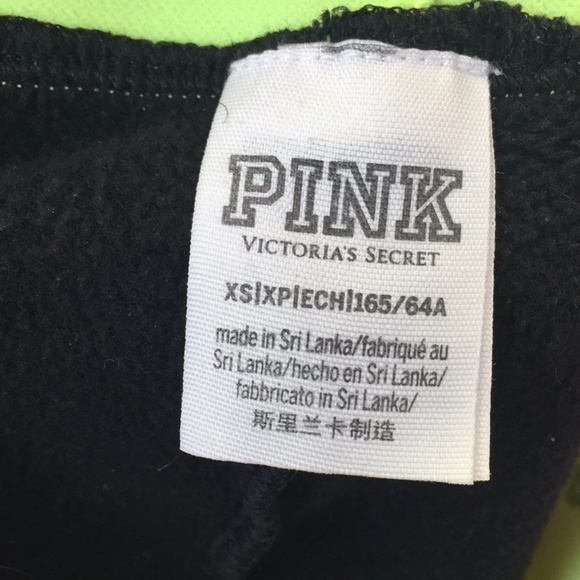 PINK
VICTORIA'S SECRET
XS|XP|ECH|165/64A
made in Sri Lanka/fabriqué au
Sri Lanka/hecho en Sri Lanka/
fabbricato in Sri Lanka/
斯里兰卡制造